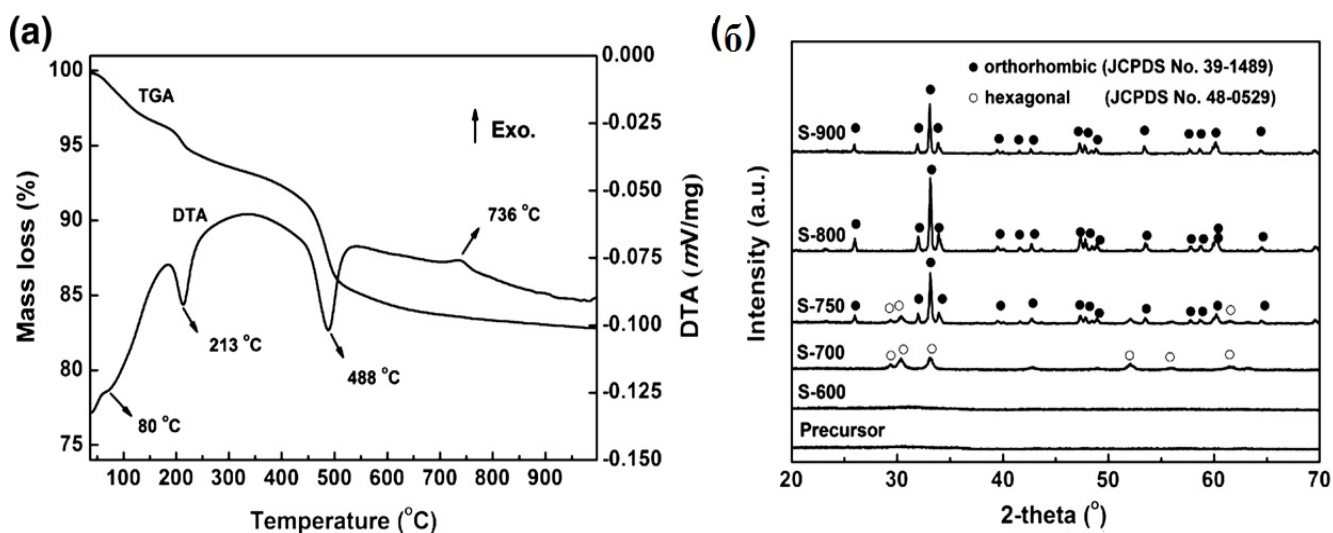 (a)
100
95
90
85
80
75
Mass loss (%)
TGA
DTA
Exo.
80 °C
213 °C
488 °C
736 °C
0.000
-0.025
-0.050
-0.075
-0.100
-0.125
-0.150
DTA (mV/mg)
100 200 300 400 500 600 700 800 900
Temperature (°C)
(б)
● orthorhombic (JCPDS No. 39-1489)
○ hexagonal (JCPDS No. 48-0529)
S-900
S-800
S-750
S-700
S-600
Precursor
Intensity (a.u.)
20 30 40 50 60 70
2-theta (°)